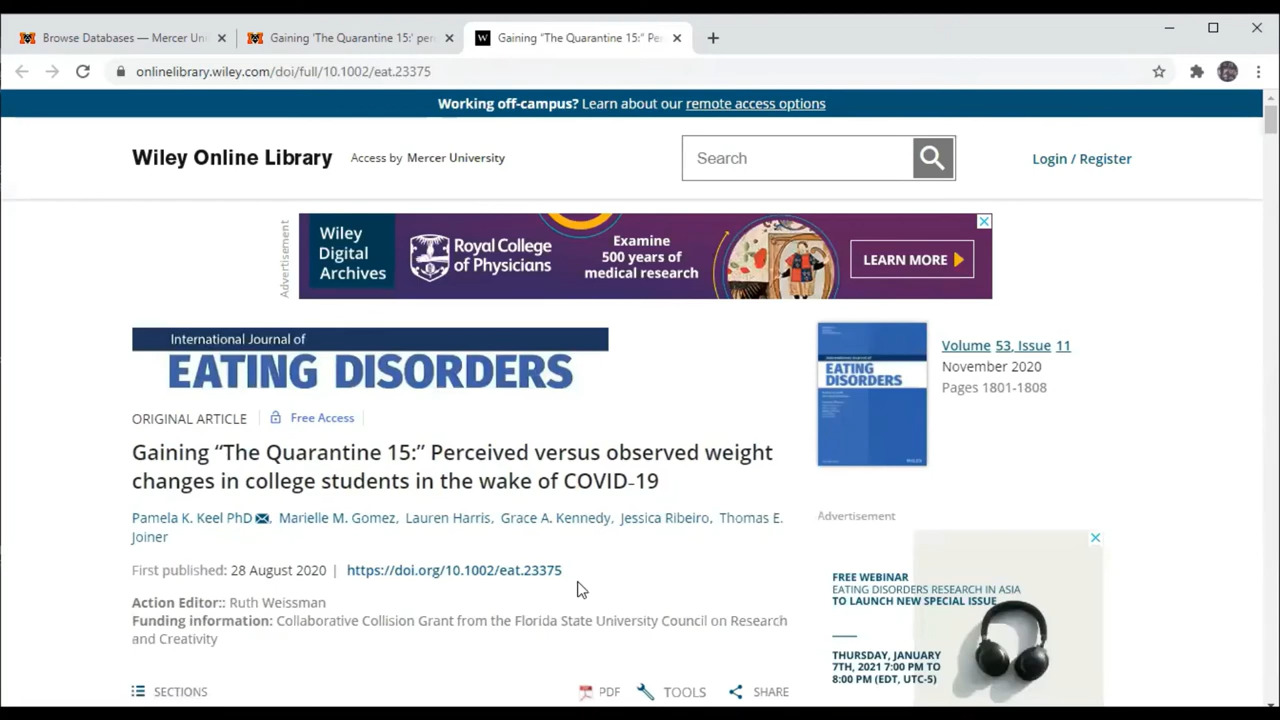 Browse Databases — Mercer Uni
Gaining 'The Quarantine 15:' per
Gaining "The Quarantine 15:" Pe
onlinelibrary.wiley.com/doi/full/10.1002/eat.23375
Working off-campus? Learn about our remote access options
Wiley Online Library Access by Mercer University
Search
Login / Register
Advertisement
Wiley
Digital
Archives
Royal College
of Physicians
Examine
500 years of
medical research
LEARN MORE
International Journal of
EATING DISORDERS
EATING
DISORDERS
WILEY
Volume 53, Issue 11
November 2020
Pages 1801-1808
ORIGINAL ARTICLE
Free Access
Gaining “The Quarantine 15:” Perceived versus observed weight
changes in college students in the wake of COVID-19
Pamela K. Keel PhD, Marielle M. Gomez, Lauren Harris, Grace A. Kennedy, Jessica Ribeiro, Thomas E.
Joiner
First published: 28 August 2020 | https://doi.org/10.1002/eat.23375
Action Editor:: Ruth Weissman
Funding information: Collaborative Collision Grant from the Florida State University Council on Research
and Creativity
SECTIONS
PDF
TOOLS
SHARE
Advertisement
FREE WEBINAR
EATING DISORDERS RESEARCH IN ASIA
TO LAUNCH NEW SPECIAL ISSUE
THURSDAY, JANUARY
7TH, 2021 7:00 PM TO
8:00 PM (EDT, UTC-5)